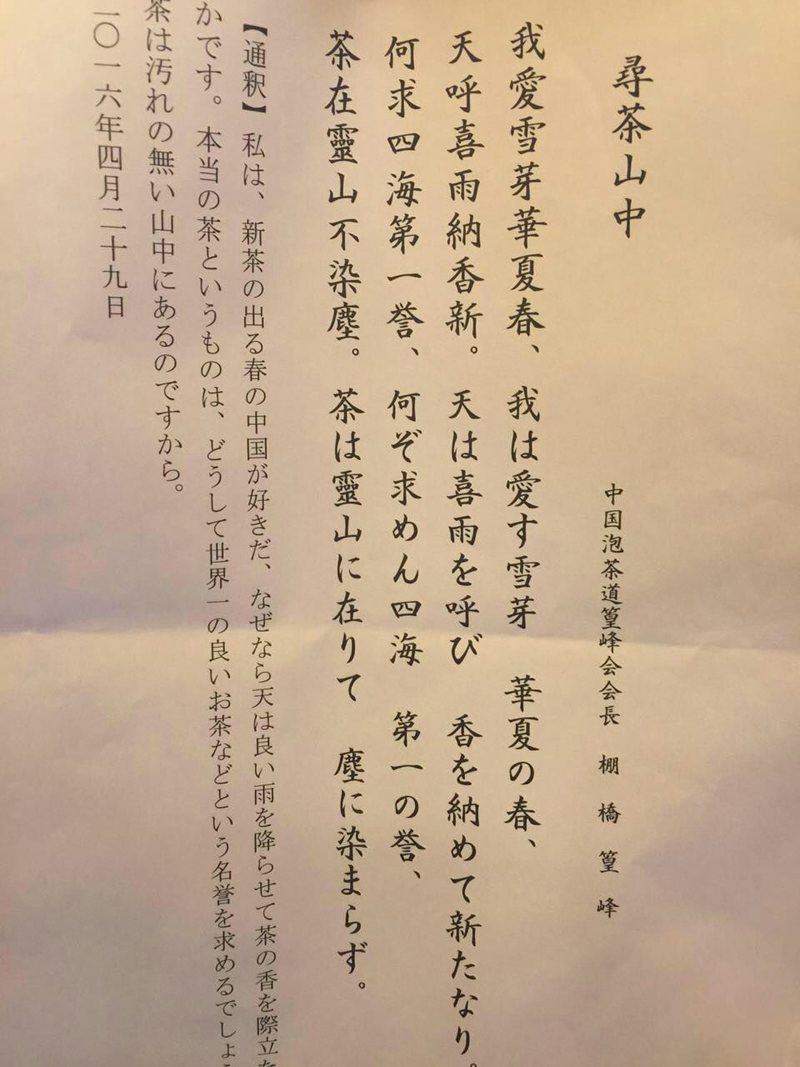 尋茶山中
中国泡茶道篁峰会会長 棚橋篁峰
我愛雪芽華夏春、 我は愛す雪芽 華夏の春、
天呼喜雨納香新。 天は喜雨を呼び 香を納めて新たなり。
何求四海第一誉、 何ぞ求めん四海 第一の誉、
茶在靈山不染塵。 茶は靈山に在りて 塵に染まらず。
【通釈】私は、新茶の出る春の中国が好きだ、なぜなら天は良い雨を降らせて茶の香を際立た
かです。本当の茶というものは、どうして世界一の良いお茶などという名誉を求めるでしょう
茶は汚れの無い山中にあるのですから。
二〇一六年四月二十九日